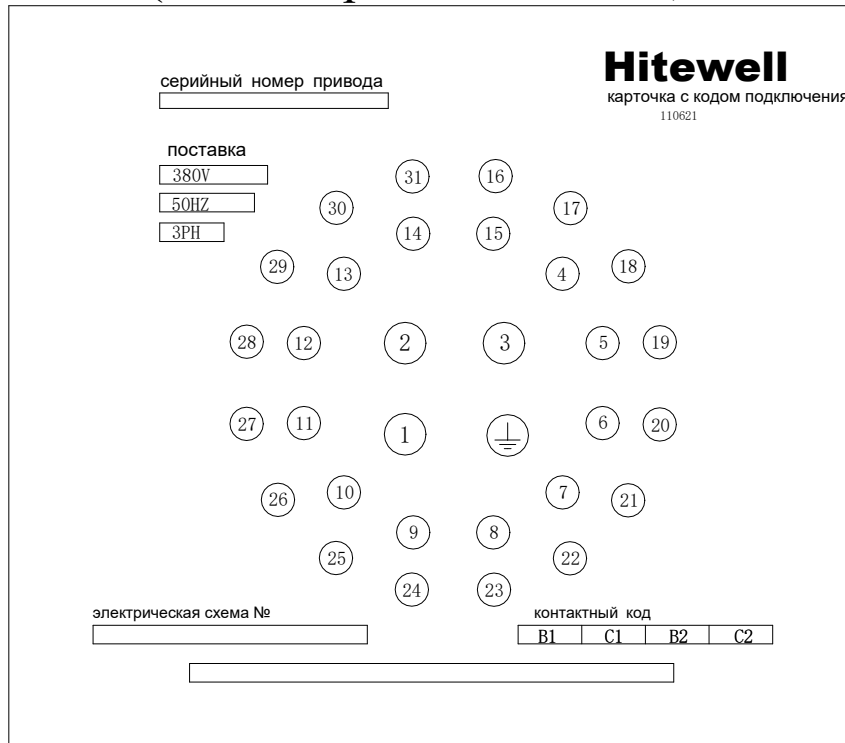 Hitewell
серийный номер привода
карточка с кодом подключения
110621
поставка
380V
50HZ
3PH
31 16
30 17
14 15
29 13 4 18
28 12 2 3 5 19
27 11 1 6 20
26 10 7 21
9 8
25 22
24 23
электрическая схема №
контактный код
B1 C1 B2 C2